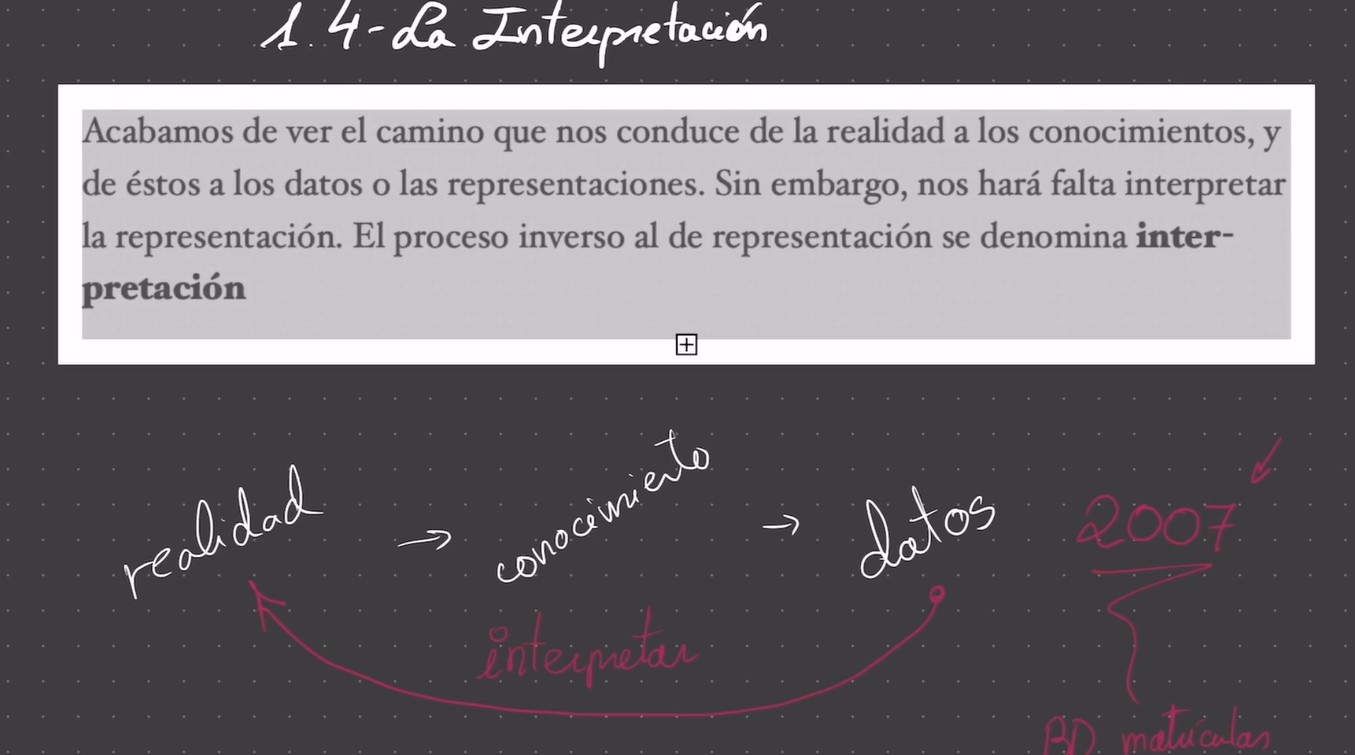 1.4-La Interpretación
Acabamos de ver el camino que nos conduce de la realidad a los conocimientos, y
de éstos a los datos o las representaciones. Sin embargo, nos hará falta interpretar
la representación. El proceso inverso al de representación se denomina inter-
pretación
realidad → conocimiento → datos
2007
interpretar
BD matrículas